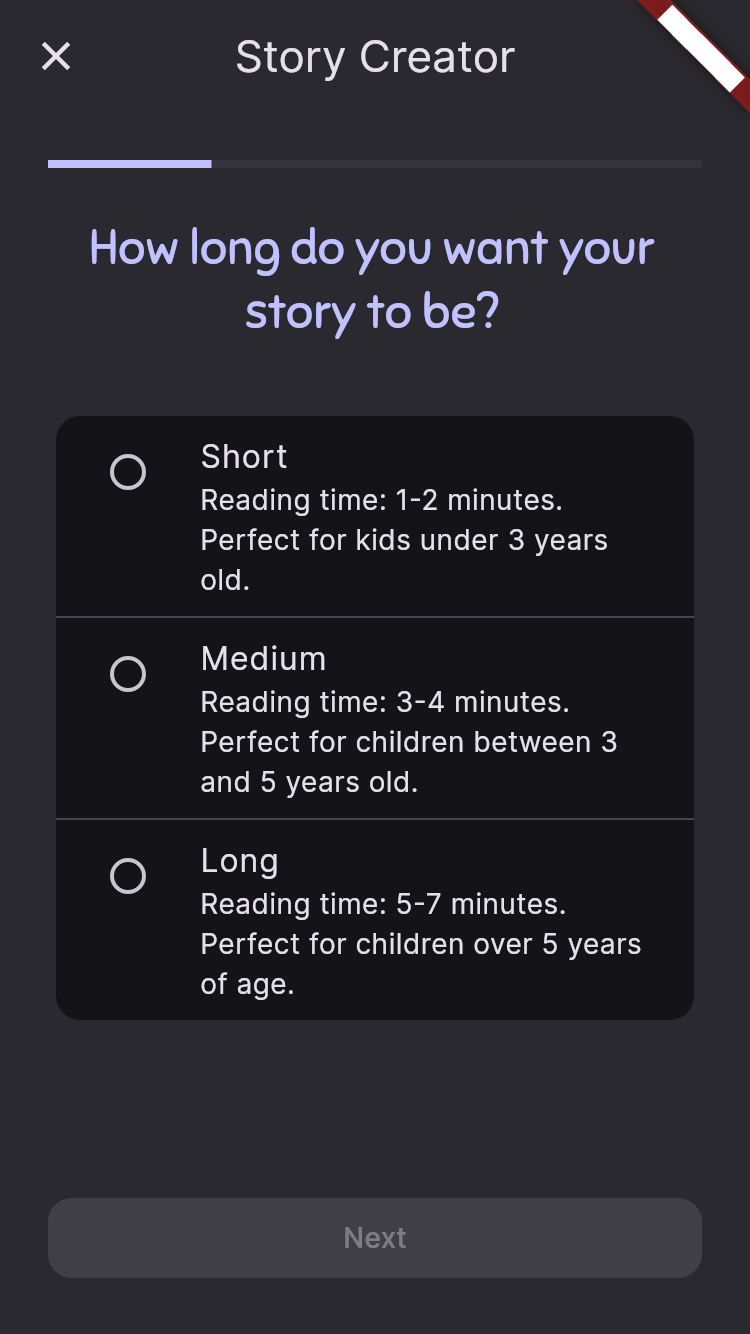 Story Creator
How long do you want your
story to be?
Short
Reading time: 1-2 minutes.
Perfect for kids under 3 years
old.
Medium
Reading time: 3-4 minutes.
Perfect for children between 3
and 5 years old.
Long
Reading time: 5-7 minutes.
Perfect for children over 5 years
of age.
Next